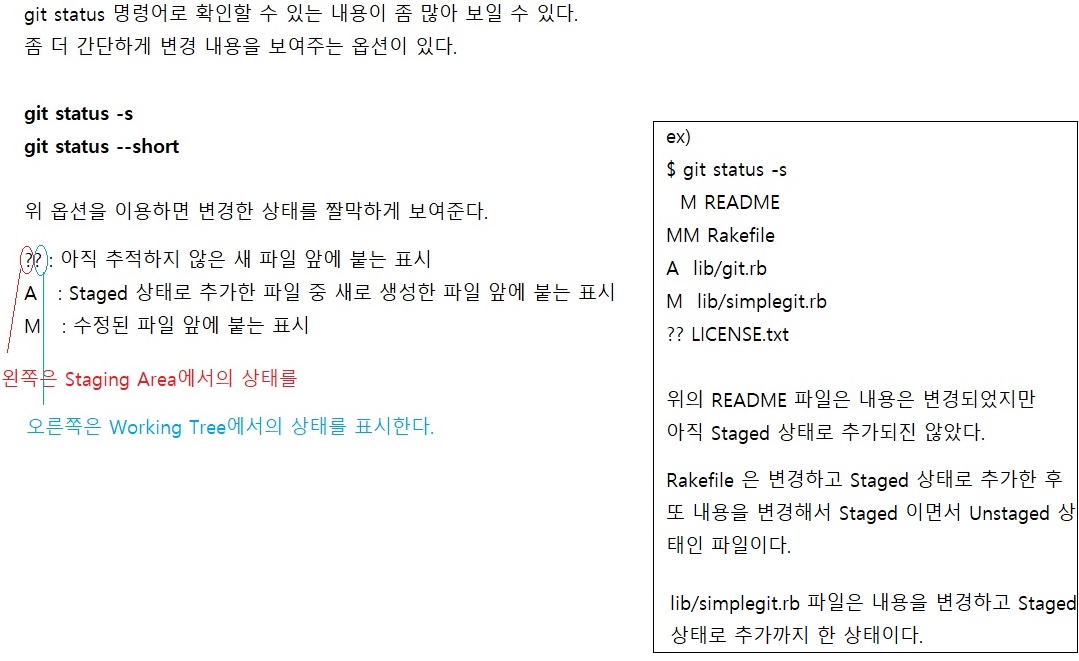 git status 명령어로 확인할 수 있는 내용이 좀 많아 보일 수 있다.
좀 더 간단하게 변경 내용을 보여주는 옵션이 있다.
git status -s
git status --short
위 옵션을 이용하면 변경한 상태를 짤막하게 보여준다.
?? : 아직 추적하지 않은 새 파일 앞에 붙는 표시
A : Staged 상태로 추가한 파일 중 새로 생성한 파일 앞에 붙는 표시
M : 수정된 파일 앞에 붙는 표시
왼쪽은 Staging Area에서의 상태를
오른쪽은 Working Tree에서의 상태를 표시한다.
ex)
$ git status -s
 M README
MM Rakefile
A  lib/git.rb
M  lib/simplegit.rb
?? LICENSE.txt
위의 README 파일은 내용은 변경되었지만
아직 Staged 상태로 추가되진 않았다.
Rakefile 은 변경하고 Staged 상태로 추가한 후
또 내용을 변경해서 Staged 이면서 Unstaged 상
태인 파일이다.
lib/simplegit.rb 파일은 내용을 변경하고 Staged
상태로 추가까지 한 상태이다.